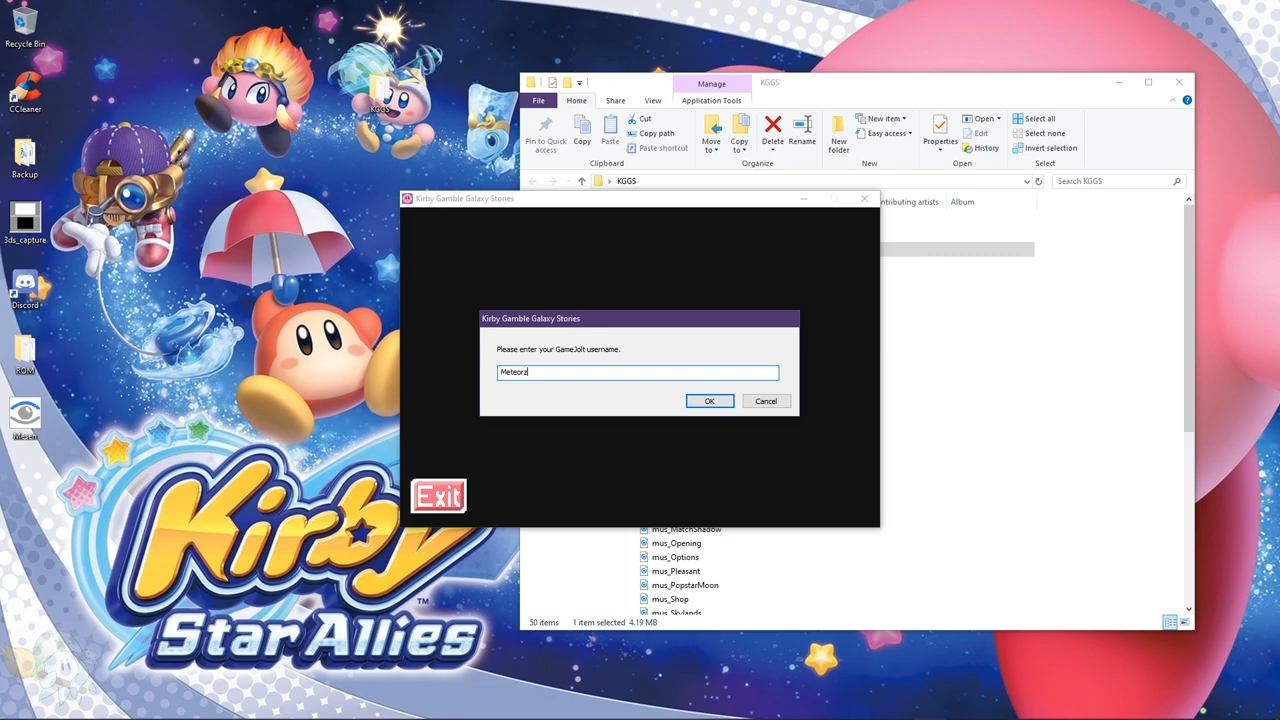 Recycle Bin
CCleaner
Backup
3ds_capture
Discord
ROM
Mesen
KGGS
Kirby
TM
Star Allies
Manage
KGGS
File
Home
Share
View
Application Tools
Pin to Quick access
Copy
Paste
Cut
Copy path
Paste shortcut
Clipboard
Move to
Copy to
Delete
Rename
Organize
New folder
New item
Easy access
New
Properties
Open
Edit
History
Open
Select all
Select none
Invert selection
Select
KGGS
Search KGGS
ntributing artists
Album
Kirby Gamble Galaxy Stories
Kirby Gamble Galaxy Stories
Please enter your GameJolt username.
Meteorz
OK
Cancel
Exit
mus_MatchShadow
mus_Opening
mus_Options
mus_Pleasant
mus_PopstarMoon
mus_Shop
mus_Skylands
50 items
1 item selected 4.19 MB